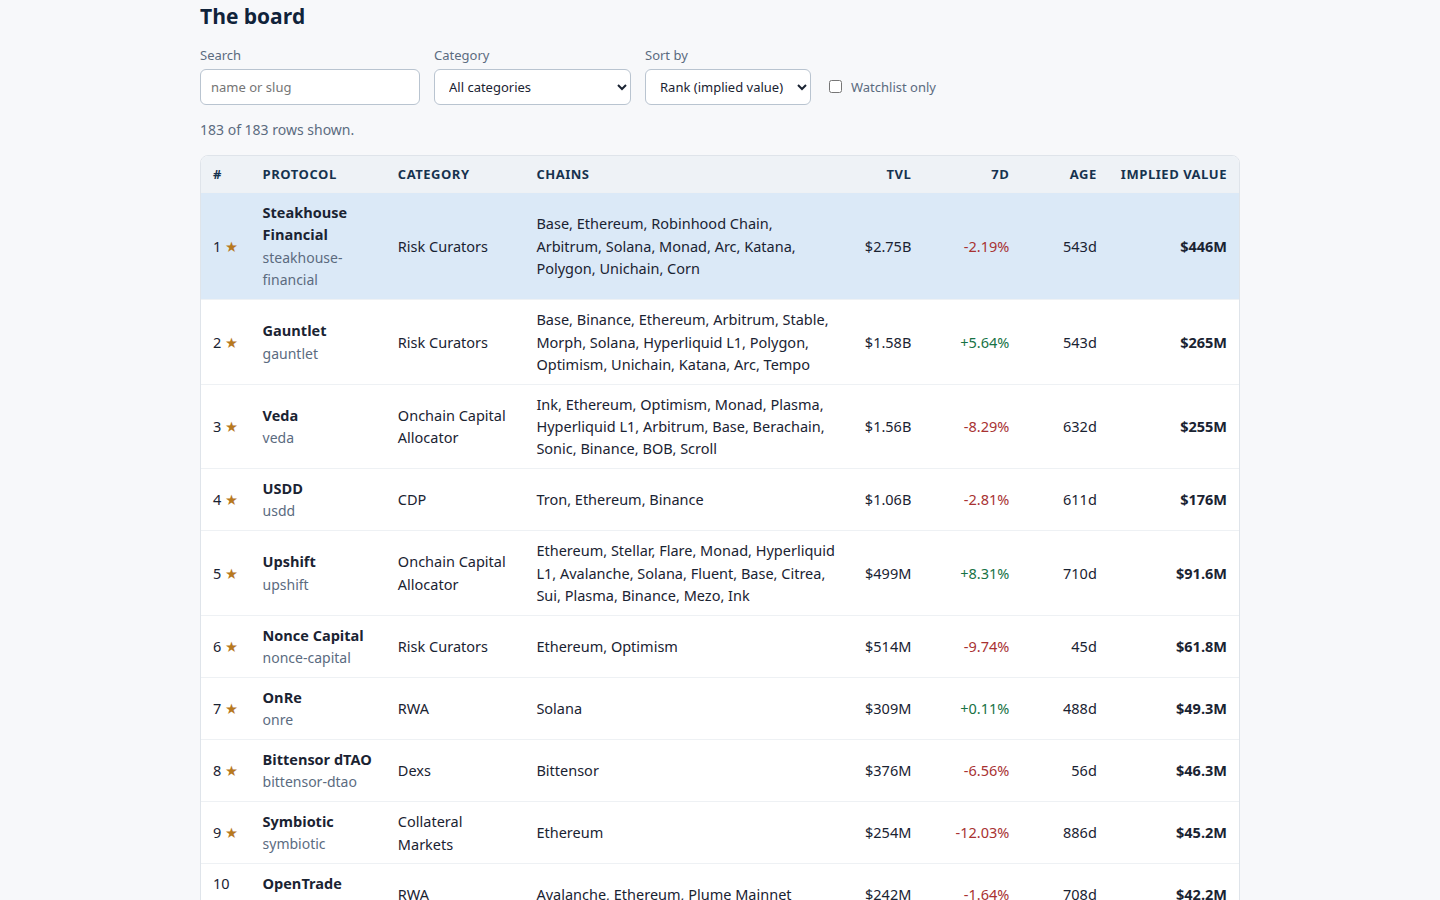 The board
Search
Category
Sort by
name or slug
All categories
Rank (implied value)
Watchlist only
183 of 183 rows shown.
# PROTOCOL CATEGORY CHAINS TVL 7D AGE IMPLIED VALUE
1 ★ Steakhouse Financial steakhouse-financial Risk Curators Base, Ethereum, Robinhood Chain, Arbitrum, Solana, Monad, Arc, Katana, Polygon, Unichain, Corn $2.75B -2.19% 543d $446M
2 ★ Gauntlet gauntlet Risk Curators Base, Binance, Ethereum, Arbitrum, Stable, Morph, Solana, Hyperliquid L1, Polygon, Optimism, Unichain, Katana, Arc, Tempo $1.58B +5.64% 543d $265M
3 ★ Veda veda Onchain Capital Allocator Ink, Ethereum, Optimism, Monad, Plasma, Hyperliquid L1, Arbitrum, Base, Berachain, Sonic, Binance, BOB, Scroll $1.56B -8.29% 632d $255M
4 ★ USDD usdd CDP Tron, Ethereum, Binance $1.06B -2.81% 611d $176M
5 ★ Upshift upshift Onchain Capital Allocator Ethereum, Stellar, Flare, Monad, Hyperliquid L1, Avalanche, Solana, Fluent, Base, Citrea, Sui, Plasma, Binance, Mezo, Ink $499M +8.31% 710d $91.6M
6 ★ Nonce Capital nonce-capital Risk Curators Ethereum, Optimism $514M -9.74% 45d $61.8M
7 ★ OnRe onre RWA Solana $309M +0.11% 488d $49.3M
8 ★ Bittensor dTAO bittensor-dtao Dexs Bittensor $376M -6.56% 56d $46.3M
9 ★ Symbiotic symbiotic Collateral Markets Ethereum $254M -12.03% 886d $45.2M
10 OpenTrade RWA Avalanche, Ethereum, Plume Mainnet $242M -1.64% 708d $42.2M